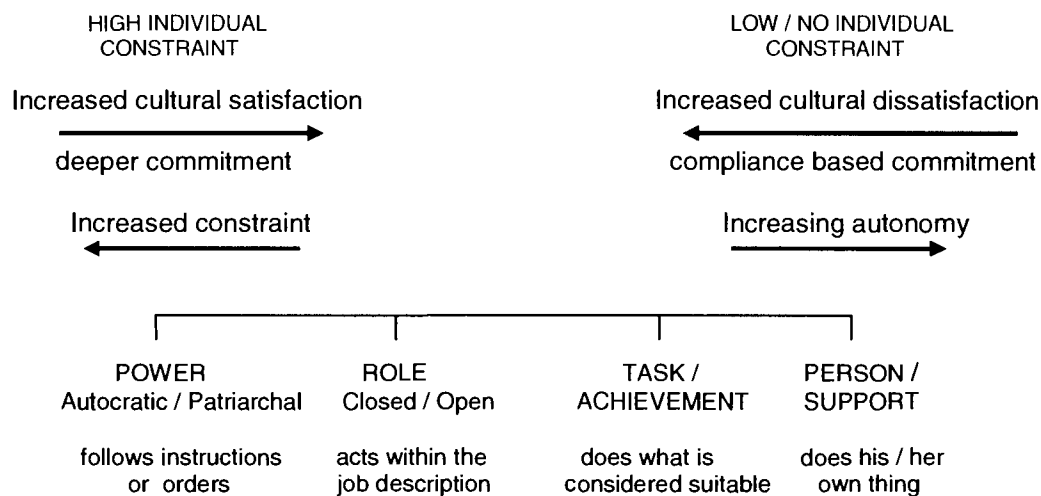 HIGH INDIVIDUAL
CONSTRAINT
LOW / NO INDIVIDUAL
CONSTRAINT
Increased cultural satisfaction
Increased cultural dissatisfaction
deeper commitment
compliance based commitment
Increased constraint
Increasing autonomy
POWER
Autocratic / Patriarchal
ROLE
Closed / Open
TASK /
ACHIEVEMENT
PERSON /
SUPPORT
follows instructions
or orders
acts within the
job description
does what is
considered suitable
does his / her
own thing